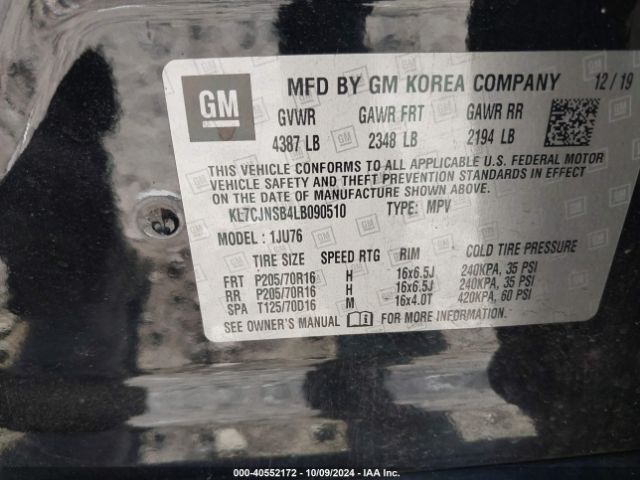 GM
MFD BY GM KOREA COMPANY 12/19
GVWR GAWR FRT GAWR RR
4387 LB 2348 LB 2194 LB
THIS VEHICLE CONFORMS TO ALL APPLICABLE U.S. FEDERAL MOTOR
VEHICLE SAFETY AND THEFT PREVENTION STANDARDS IN EFFECT ON
THE DATE OF MANUFACTURE SHOWN ABOVE.
KL7CJNSB4LB090510 TYPE: MPV
MODEL : 1JU76
TIRE SIZE SPEED RTG RIM COLD TIRE PRESSURE
FRT P205/70R16 H 16x6.5J 240KPA, 35 PSI
RR P205/70R16 H 16x6.5J 240KPA, 35 PSI
SPA T125/70D16 M 16x4.0T 420KPA, 60 PSI
SEE OWNER'S MANUAL FOR MORE INFORMATION
000-40552172 - 10/09/2024 - IAA Inc.